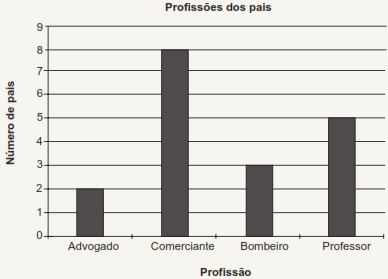 Profissões dos pais
Número de pais
9
8
7
6
5
4
3
2
1
0
Advogado Comerciante Bombeiro Professor
Profissão